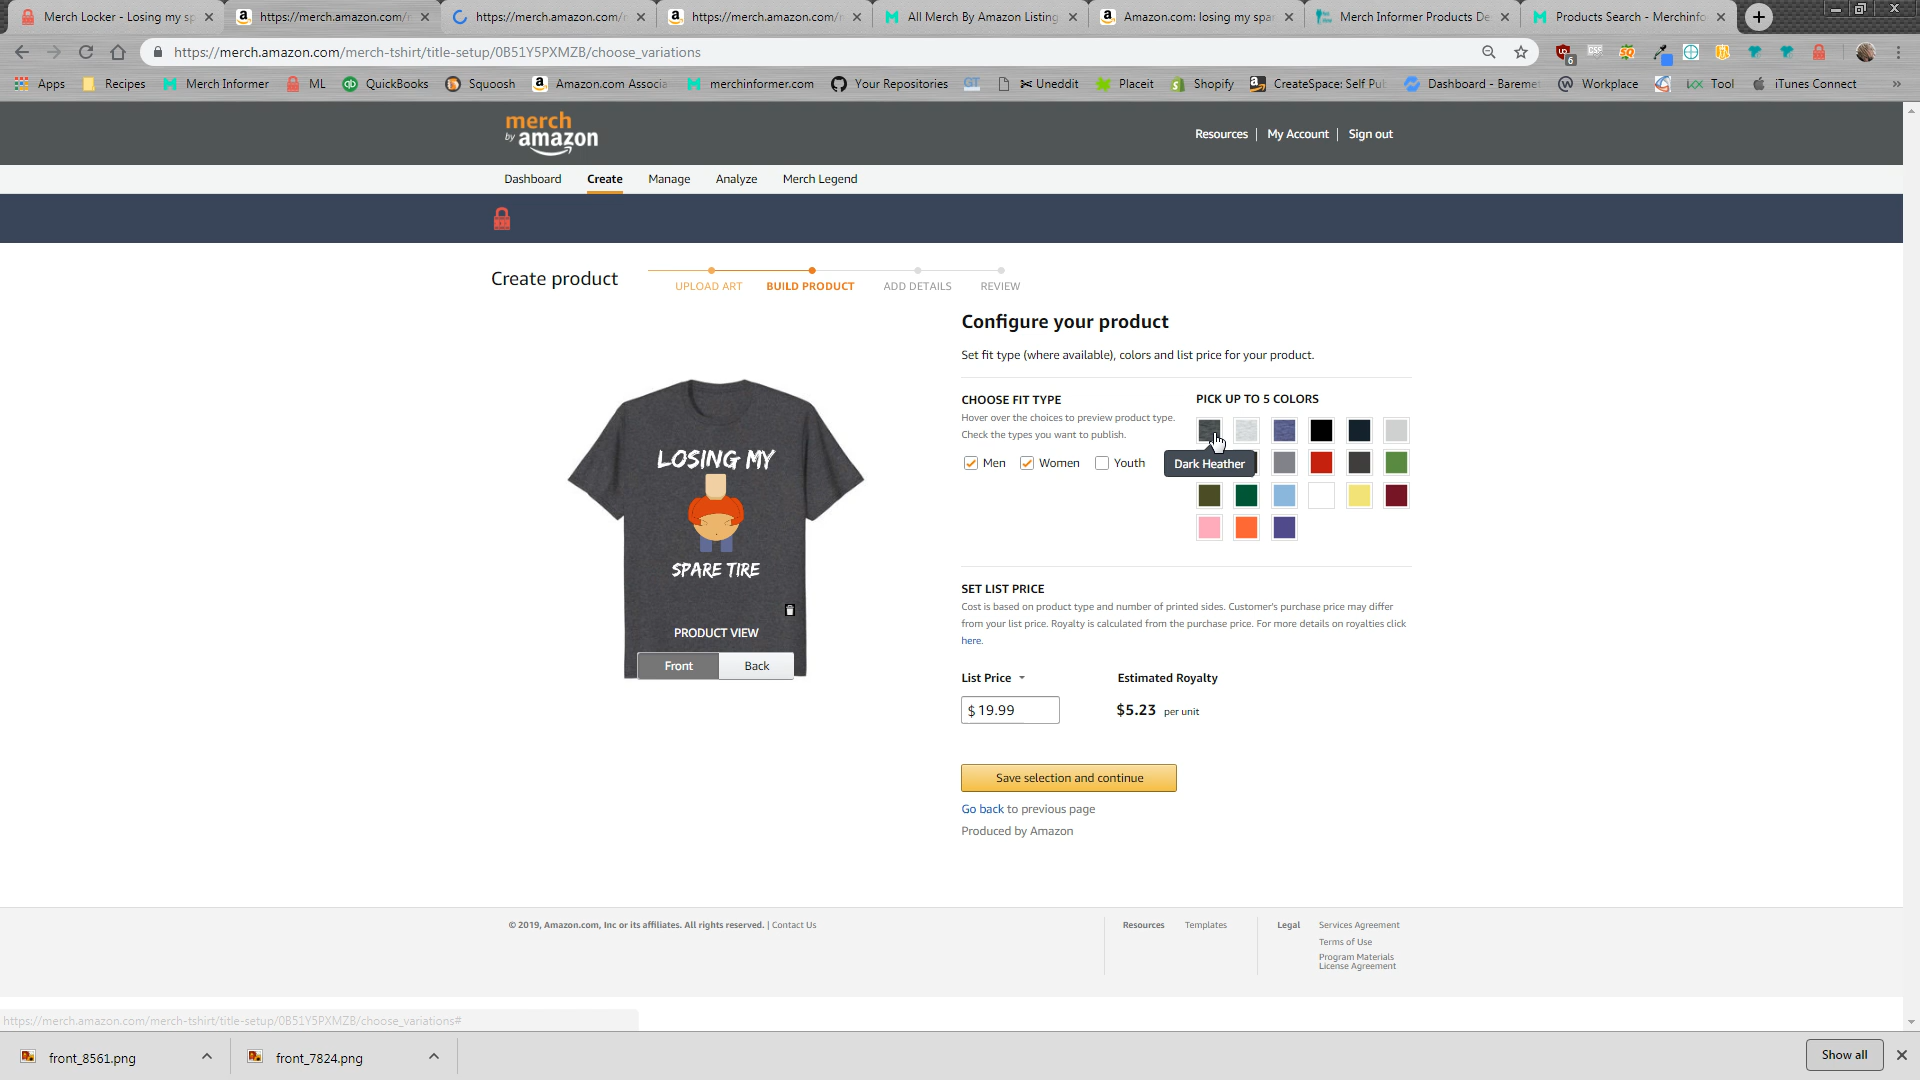 Merch Locker - Losing my sp
https://merch.amazon.com/
https://merch.amazon.com/
https://merch.amazon.com/
All Merch By Amazon Listing
Amazon.com: losing my spa
Merch Informer Products De
Products Search - Merchinfo
https://merch.amazon.com/merch-tshirt/title-setup/0B51Y5PXMZB/choose_variations
6
Apps
Recipes
Merch Informer
ML
QuickBooks
Squoosh
Amazon.com Associa
merchinformer.com
Your Repositories
GT
Uneddit
Placeit
Shopify
CreateSpace: Self Pu
Dashboard - Bareme
Workplace
Tool
iTunes Connect
»
merch
by amazon
Resources | My Account | Sign out
Dashboard
Create
Manage
Analyze
Merch Legend
Create product
UPLOAD ART
BUILD PRODUCT
ADD DETAILS
REVIEW
Configure your product
Set fit type (where available), colors and list price for your product.
CHOOSE FIT TYPE
Hover over the choices to preview product type.
Check the types you want to publish.
Men
Women
Youth
PICK UP TO 5 COLORS
Dark Heather
LOSING MY
SPARE TIRE
PRODUCT VIEW
Front
Back
SET LIST PRICE
Cost is based on product type and number of printed sides. Customer's purchase price may differ
from your list price. Royalty is calculated from the purchase price. For more details on royalties click
here.
List Price
Estimated Royalty
$ 19.99
$5.23 per unit
Save selection and continue
Go back to previous page
Produced by Amazon
© 2019, Amazon.com, Inc or its affiliates. All rights reserved. | Contact Us
Resources
Templates
Legal
Services Agreement
Terms of Use
Program Materials
License Agreement
https://merch.amazon.com/merch-tshirt/title-setup/0B51Y5PXMZB/choose_variations#
front_8561.png
front_7824.png
Show all